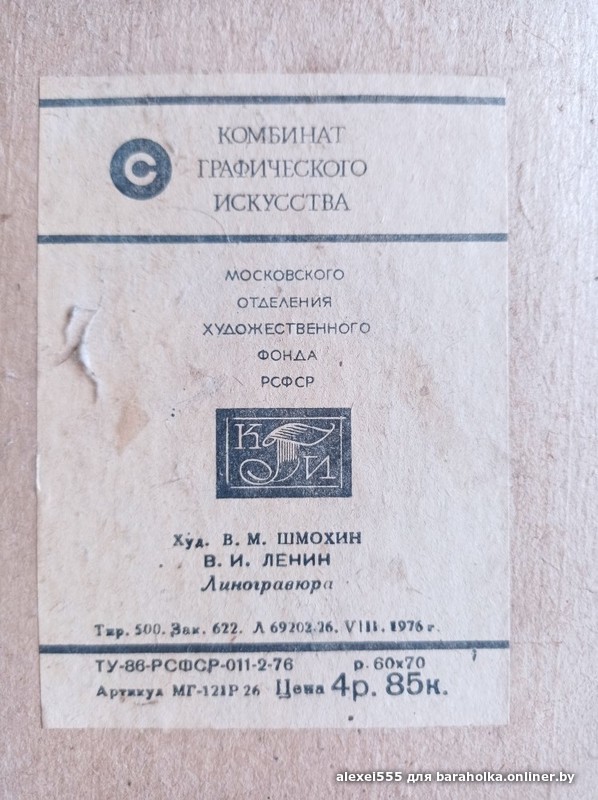 С
КОМБИНАТ
ГРАФИЧЕСКОГО
ИСКУССТВА
МОСКОВСКОГО
ОТДЕЛЕНИЯ
ХУДОЖЕСТВЕННОГО
ФОНДА
РСФСР
КГИ
Худ. В. М. ШМОХИН
В. И. ЛЕНИН
Линогравюра
Тир. 500. Зак. 622. Л 69202-76. VIII. 1976 г.
ТУ-86-РСФСР-011-2-76 р. 60х70
Артикул МГ-121Р 26 Цена 4р. 85к.
alexei555 для baraholka.onliner.by